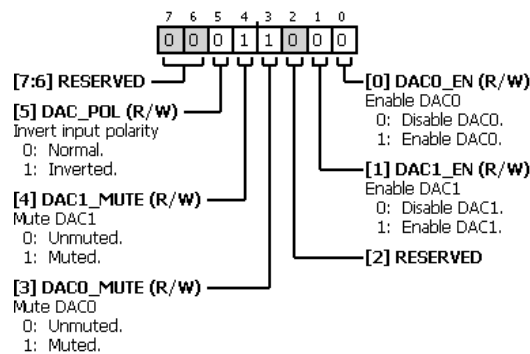 7 6 5 4 3 2 1 0
0 0 0 1 1 0 0 0
[7:6] RESERVED
[5] DAC_POL (R/W)
Invert input polarity
0: Normal.
1: Inverted.
[4] DAC1_MUTE (R/W)
Mute DAC1
0: Unmuted.
1: Muted.
[3] DAC0_MUTE (R/W)
Mute DAC0
0: Unmuted.
1: Muted.
[0] DAC0_EN (R/W)
Enable DAC0
0: Disable DAC0.
1: Enable DAC0.
[1] DAC1_EN (R/W)
Enable DAC1
0: Disable DAC1.
1: Enable DAC1.
[2] RESERVED